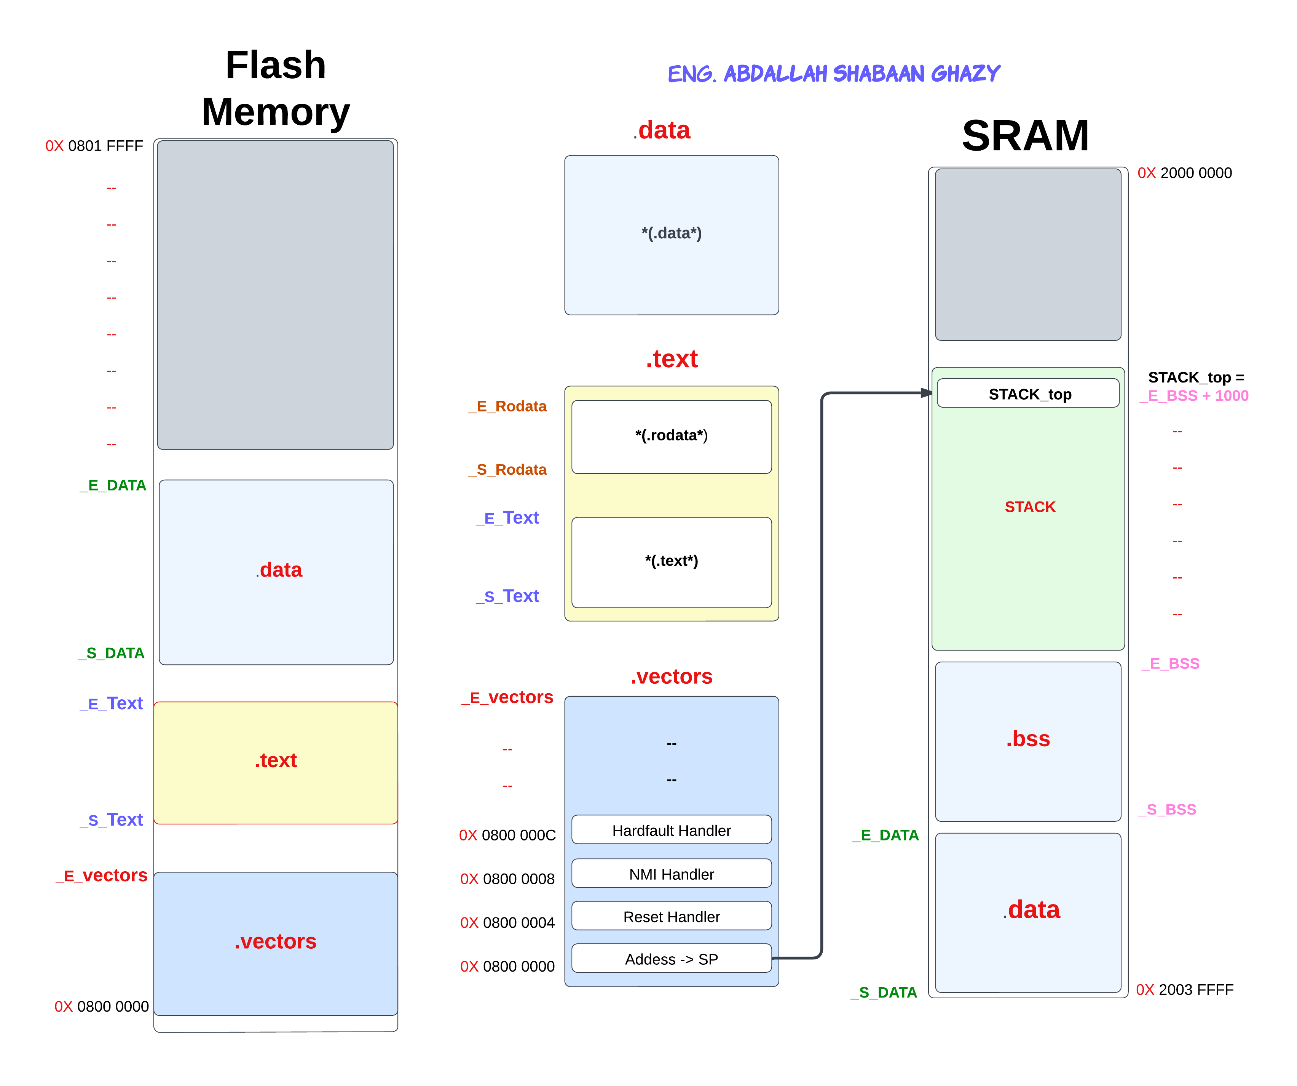 Flash
Memory
0X 0801 FFFF
--
--
--
--
--
--
--
--
_E_DATA
.data
_S_DATA
_E_Text
.text
_S_Text
_E_vectors
.vectors
0X 0800 0000
ENG. ABDALLAH SHABAAN GHAZY
.data
*(.data*)
.text
_E_Rodata
*(.rodata*)
_S_Rodata
_E_Text
*(.text*)
_S_Text
.vectors
_E_vectors
-- --
-- --
0X 0800 000C Hardfault Handler
0X 0800 0008 NMI Handler
0X 0800 0004 Reset Handler
0X 0800 0000 Addess -> SP
SRAM
0X 2000 0000
STACK_top =
_E_BSS + 1000
STACK_top
--
--
--
STACK
--
--
--
_E_BSS
.bss
_S_BSS
_E_DATA
.data
_S_DATA
0X 2003 FFFF